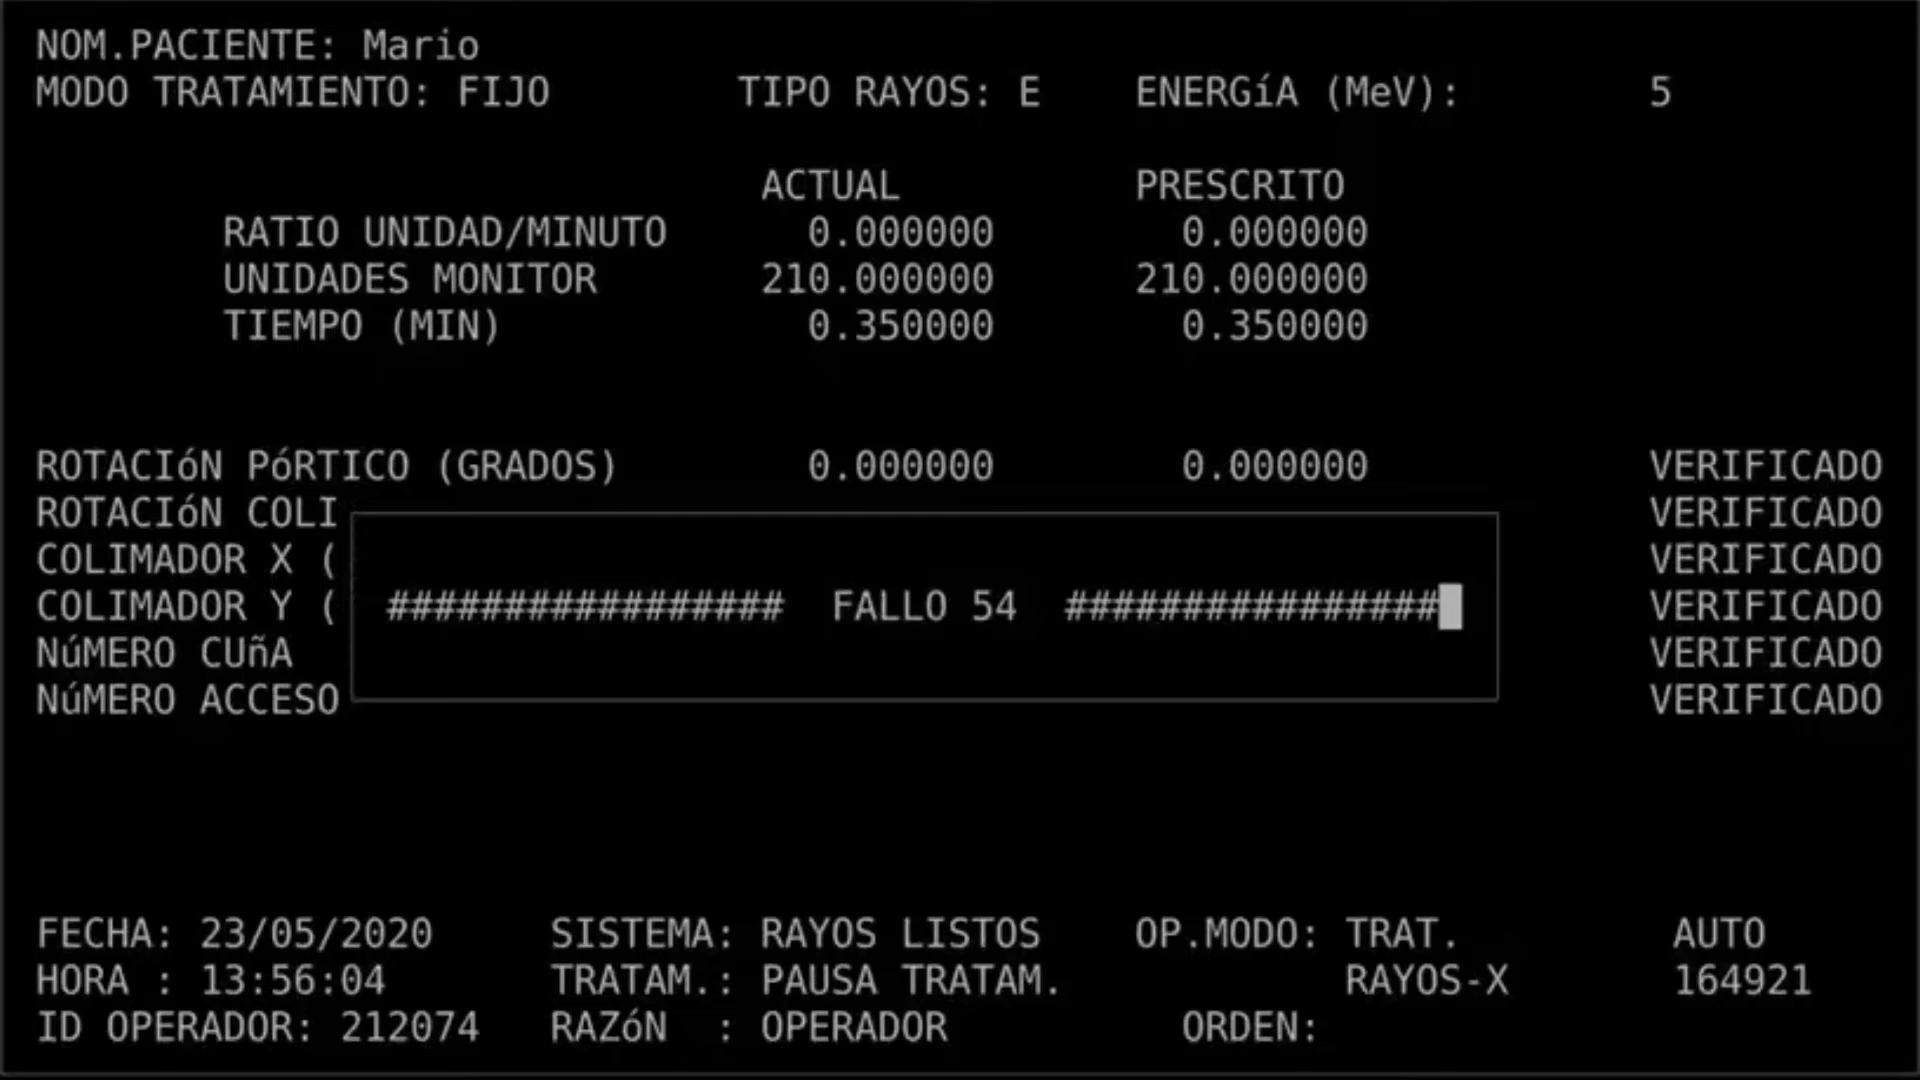 NOM.PACIENTE: Mario
MODO TRATAMIENTO: FIJO TIPO RAYOS: E ENERGíA (MeV): 5
ACTUAL PRESCRITO
RATIO UNIDAD/MINUTO 0.000000 0.000000
UNIDADES MONITOR 210.000000 210.000000
TIEMPO (MIN) 0.350000 0.350000
ROTACIóN PóRTICO (GRADOS) 0.000000 0.000000 VERIFICADO
ROTACIóN COLI VERIFICADO
COLIMADOR X ( VERIFICADO
COLIMADOR Y ( ################# FALLO 54 ################ VERIFICADO
NúMERO CUñA VERIFICADO
NúMERO ACCESO VERIFICADO
FECHA: 23/05/2020 SISTEMA: RAYOS LISTOS OP.MODO: TRAT. AUTO
HORA : 13:56:04 TRATAM.: PAUSA TRATAM. RAYOS-X 164921
ID OPERADOR: 212074 RAZóN : OPERADOR ORDEN: